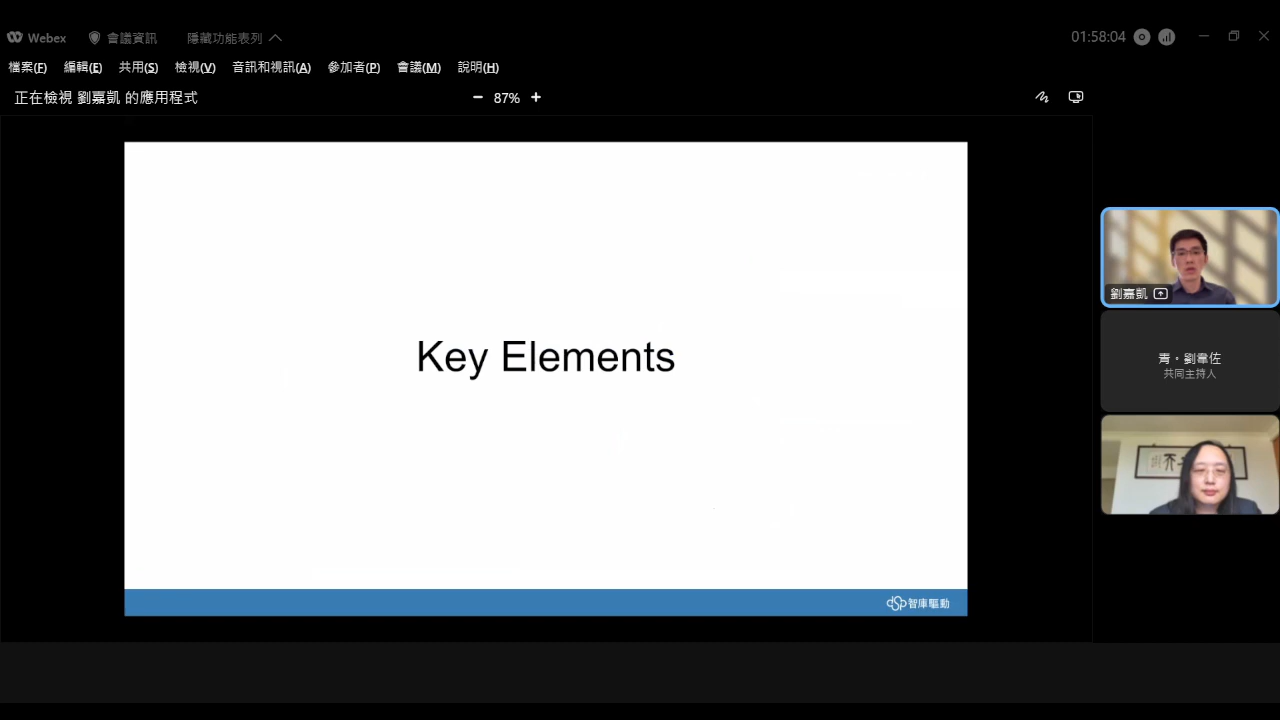 Webex
會議資訊
隱藏功能表列
01:58:04
檔案(F) 編輯(E) 共用(S) 檢視(V) 音訊和視訊(A) 參加者(P) 會議(M) 說明(H)
正在檢視 劉嘉凱 的應用程式
87%
Key Elements
dsp智庫驅動
劉嘉凱
青・劉韋佐
共同主持人